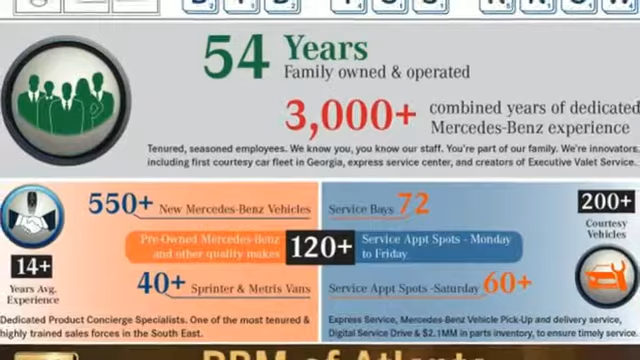 54 Years
Family owned & operated
3,000+ combined years of dedicated
Mercedes-Benz experience
Tenured, seasoned employees. We know you, you know our staff. You're part of our family. We're innovators.
including first courtesy car fleet in Georgia, express service center, and creators of Executive Valet Service.
14+
Years Avg.
Experience
550+ New Mercedes-Benz Vehicles
Pre-Owned Mercedes-Benz
and other quality makes
120+
40+ Sprinter & Metris Vans
Dedicated Product Concierge Specialists. One of the most tenured &
highly trained sales forces in the South East.
Service Bays 72
Service Appt Spots - Monday
to Friday
Service Appt Spots -Saturday 60+
200+
Courtesy
Vehicles
Express Service, Mercedes-Benz Vehicle Pick-Up and delivery service,
Digital Service Drive & $2.1MM in parts inventory, to ensure timely service.